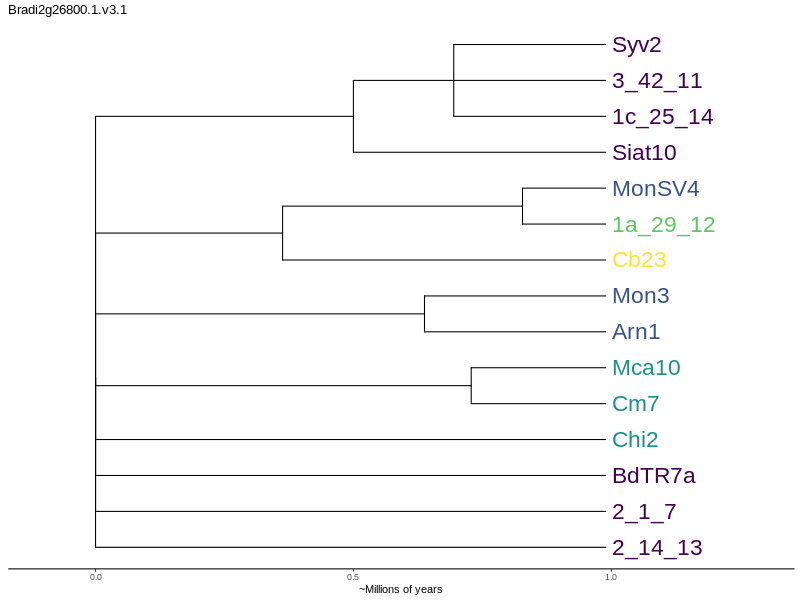 Bradi2g26800.1.v3.1
Syv2
3_42_11
1c_25_14
Siat10
MonSV4
1a_29_12
Cb23
Mon3
Arn1
Mca10
Cm7
Chi2
BdTR7a
2_1_7
2_14_13
0.0 0.5 1.0
~Millions of years